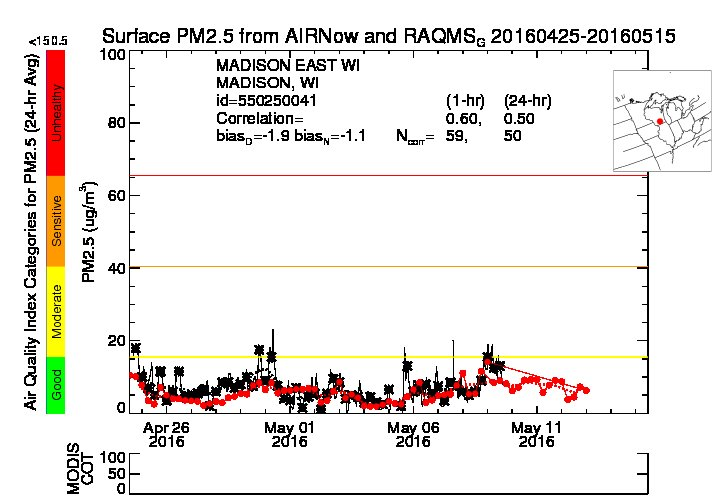 Surface PM2.5 from AIRNow and RAQMSG 20160425-20160515
<150.5
Air Quality Index Categories for PM2.5 (24-hr Avg)
Unhealthy
Sensitive
Moderate
Good
PM2.5 (ug/m3)
100
80
60
40
20
0
MADISON EAST WI
MADISON, WI
id=550250041 (1-hr) (24-hr)
Correlation= 0.60, 0.50
biasD=-1.9 biasN=-1.1 Ncorr= 59, 50
Apr 26 May 01 May 06 May 11
2016 2016 2016 2016
MODIS
COT
100
50
0